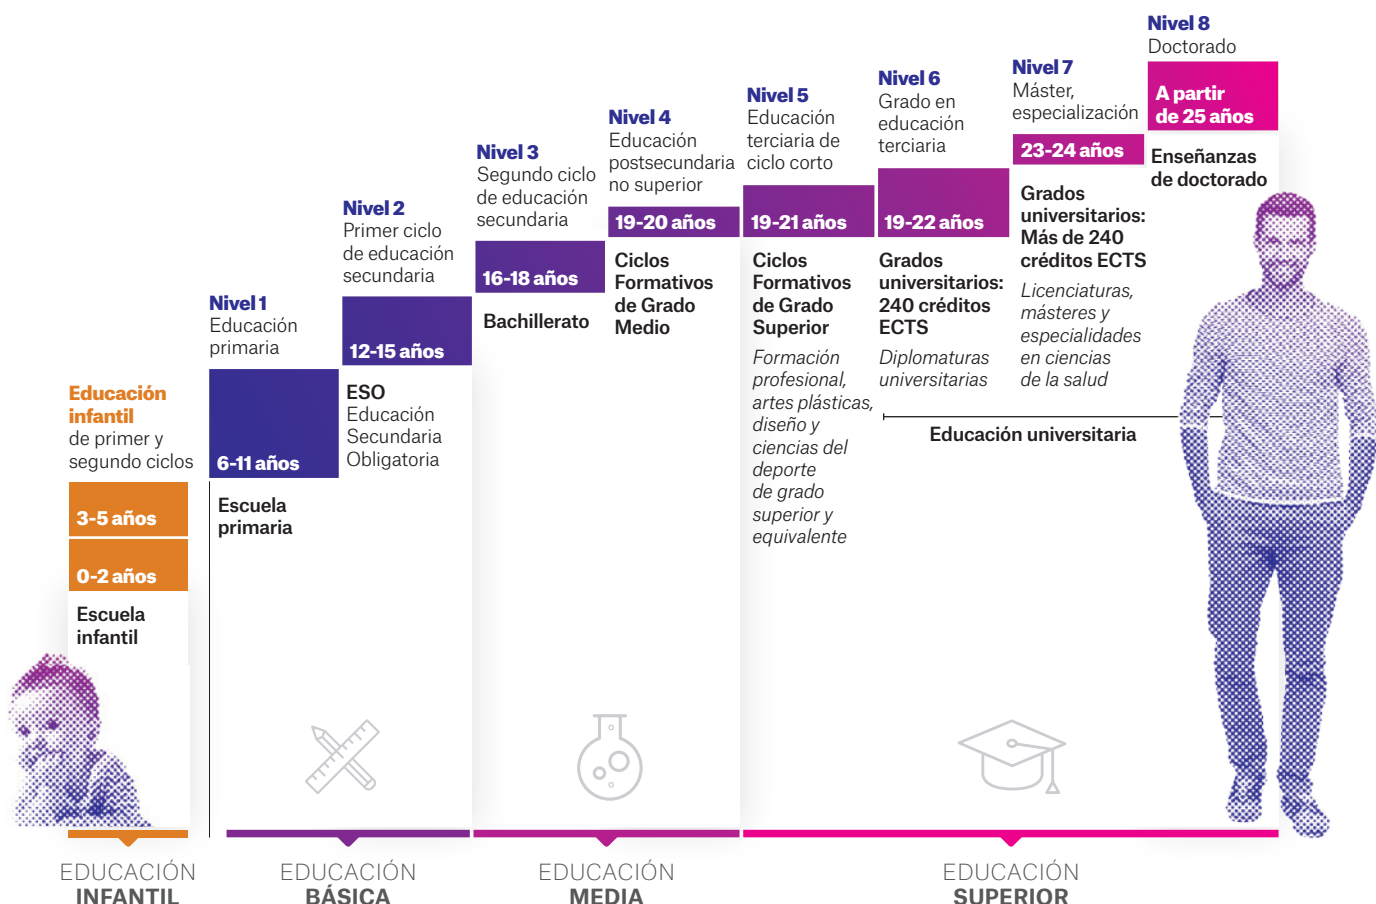 Educación
infantil
de primer y
segundo ciclos
3-5 años
0-2 años
Escuela
infantil
Nivel 1
Educación
primaria
6-11 años
Escuela
primaria
Nivel 2
Primer ciclo
de educación
secundaria
12-15 años
ESO
Educación
Secundaria
Obligatoria
Nivel 3
Segundo ciclo
de educación
secundaria
16-18 años
Bachillerato
Nivel 4
Educación
postsecundaria
no superior
19-20 años
Ciclos
Formativos
de Grado
Medio
Nivel 5
Educación
terciaria de
ciclo corto
19-21 años
Ciclos
Formativos
de Grado
Superior
Formación
profesional,
artes plásticas,
diseño y
ciencias del
deporte
de grado
superior y
equivalente
Nivel 6
Grado en
educación
terciaria
19-22 años
Grados
universitarios:
240 créditos
ECTS
Diplomaturas
universitarias
Nivel 7
Máster,
especialización
23-24 años
Grados
universitarios:
Más de 240
créditos ECTS
Licenciaturas,
másteres y
especialidades
en ciencias
de la salud
Nivel 8
Doctorado
A partir
de 25 años
Enseñanzas
de doctorado
Educación universitaria
EDUCACIÓN
INFANTIL
EDUCACIÓN
BÁSICA
EDUCACIÓN
MEDIA
EDUCACIÓN
SUPERIOR